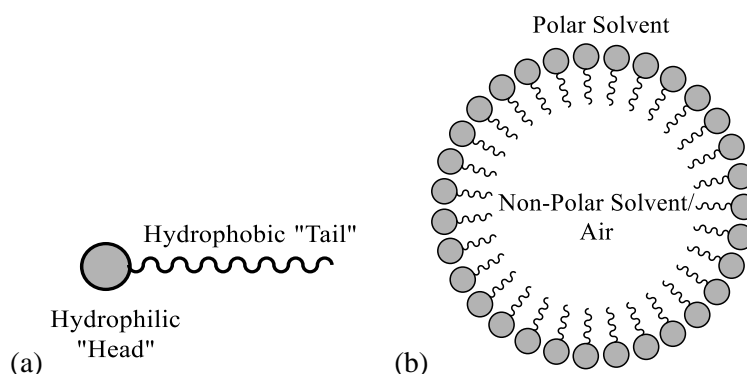 Polar Solvent
Non-Polar Solvent/
Air
Hydrophobic "Tail"
Hydrophilic
"Head"
(a)
(b)